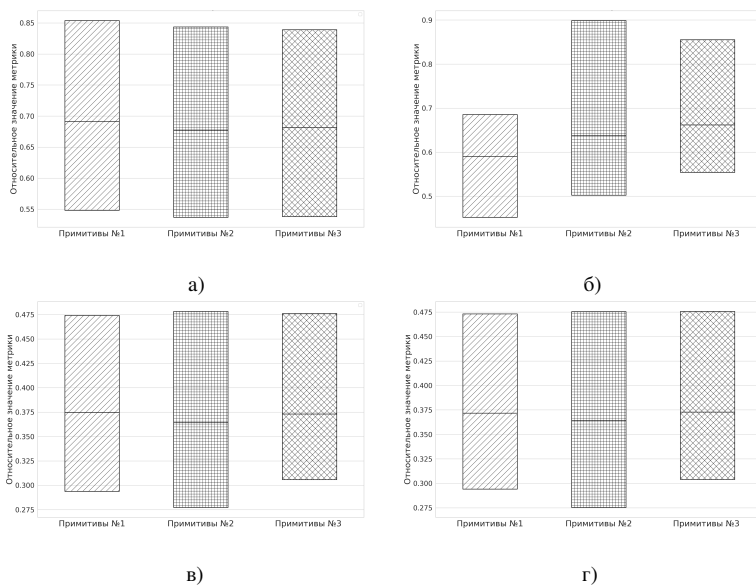 Относительное значение метрики
0.85
0.80
0.75
0.70
0.65
0.60
0.55
Примитивы №1 Примитивы №2 Примитивы №3
а)
Относительное значение метрики
0.9
0.8
0.7
0.6
0.5
Примитивы №1 Примитивы №2 Примитивы №3
б)
Относительное значение метрики
0.475
0.450
0.425
0.400
0.375
0.350
0.325
0.300
0.275
Примитивы №1 Примитивы №2 Примитивы №3
в)
Относительное значение метрики
0.475
0.450
0.425
0.400
0.375
0.350
0.325
0.300
0.275
Примитивы №1 Примитивы №2 Примитивы №3
г)